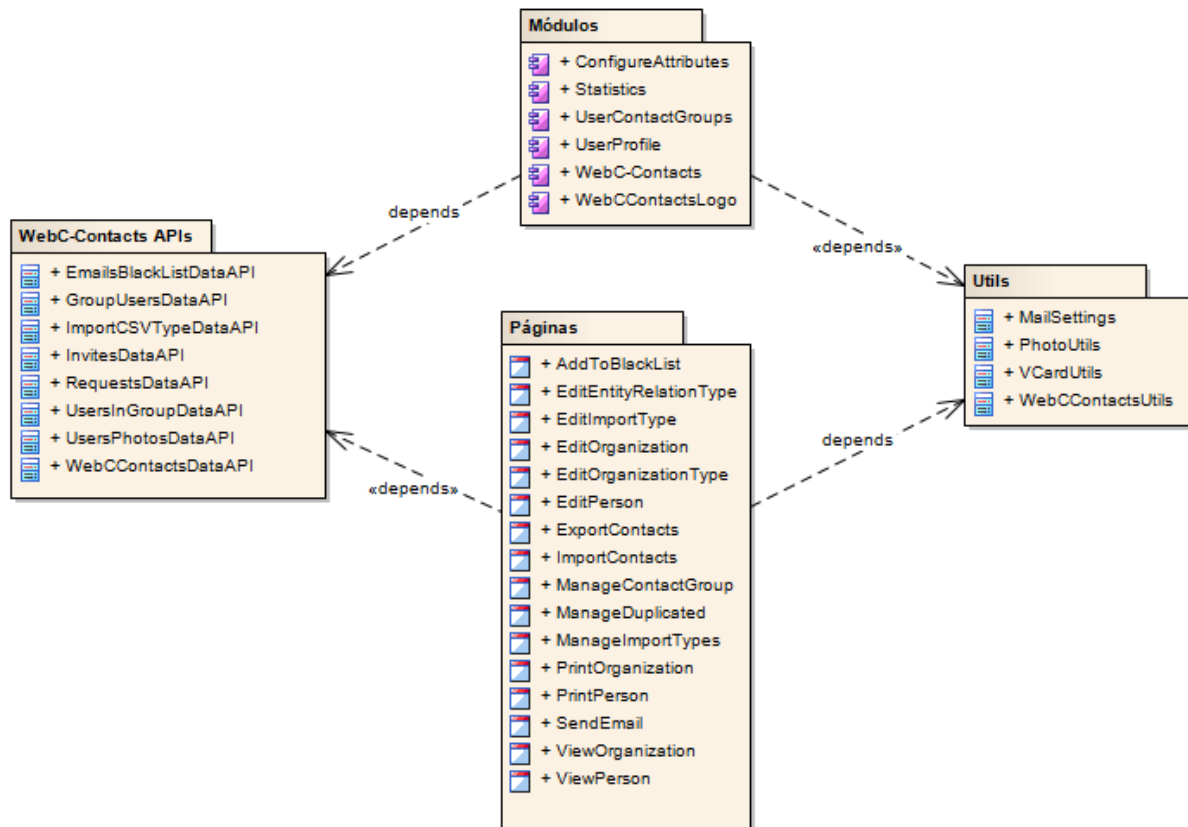 Módulos
+ ConfigureAttributes
+ Statistics
+ UserContactGroups
+ UserProfile
+ WebC-Contacts
+ WebCContactsLogo
depends
«depends»
WebC-Contacts APIs
+ EmailsBlackListDataAPI
+ GroupUsersDataAPI
+ ImportCSVTypeDataAPI
+ InvitesDataAPI
+ RequestsDataAPI
+ UsersInGroupDataAPI
+ UsersPhotosDataAPI
+ WebCContactsDataAPI
Utils
+ MailSettings
+ PhotoUtils
+ VCardUtils
+ WebCContactsUtils
«depends»
depends
Páginas
+ AddToBlackList
+ EditEntityRelationType
+ EditImportType
+ EditOrganization
+ EditOrganizationType
+ EditPerson
+ ExportContacts
+ ImportContacts
+ ManageContactGroup
+ ManageDuplicated
+ ManageImportTypes
+ PrintOrganization
+ PrintPerson
+ SendEmail
+ ViewOrganization
+ ViewPerson